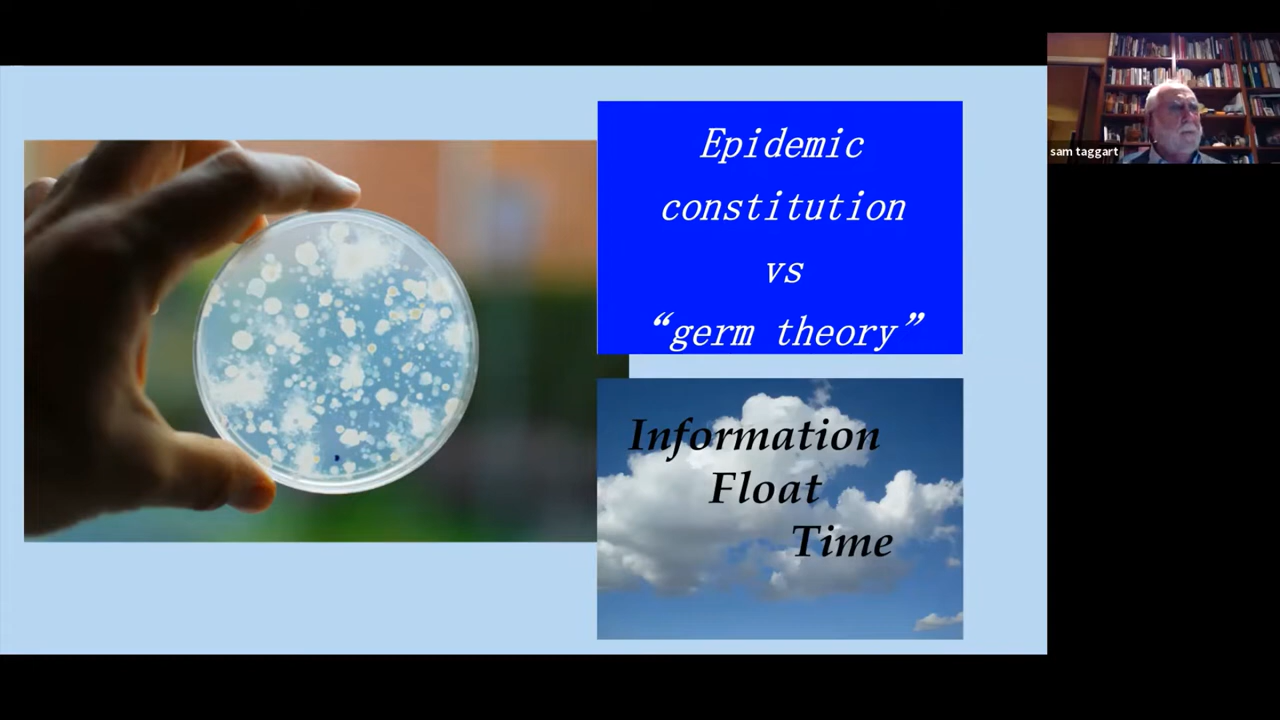 Epidemic
constitution
vs
“germ theory”
Information
Float
Time
sam taggart